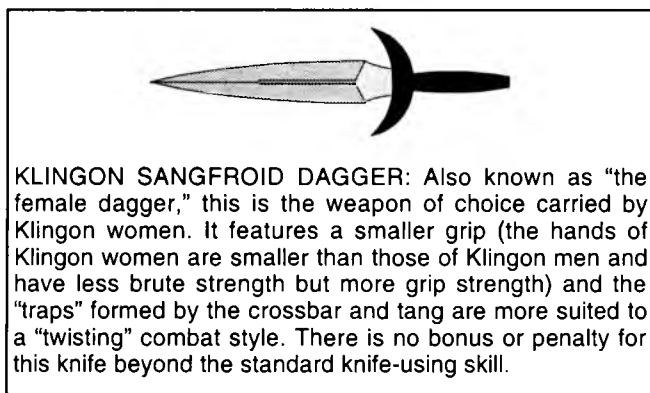 KLINGON SANGFROID DAGGER: Also known as "the
female dagger," this is the weapon of choice carried by
Klingon women. It features a smaller grip (the hands of
Klingon women are smaller than those of Klingon men and
have less brute strength but more grip strength) and the
"traps" formed by the crossbar and tang are more suited to
a "twisting" combat style. There is no bonus or penalty for
this knife beyond the standard knife-using skill.